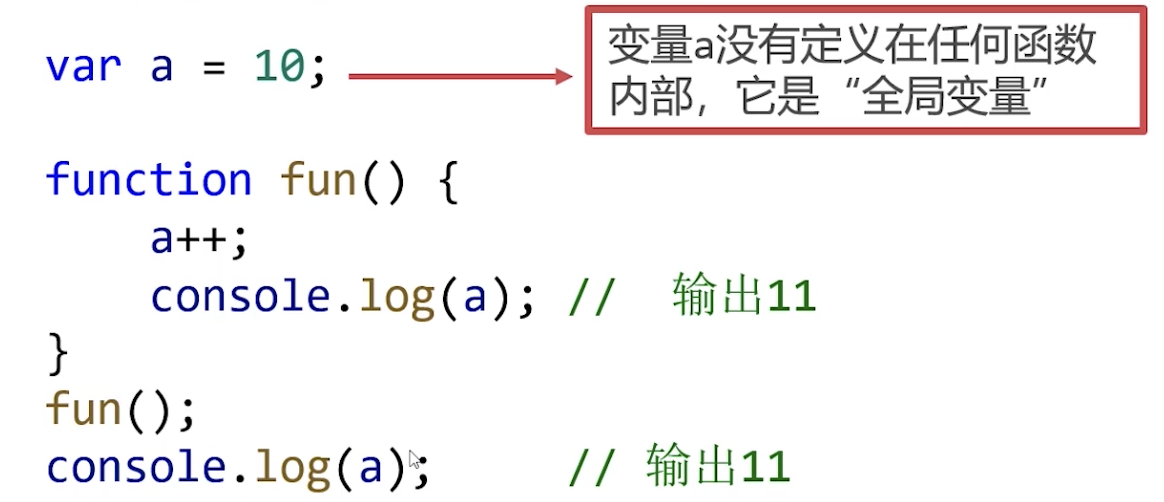 var a = 10;
变量a没有定义在任何函数
内部，它是“全局变量”
function fun() {
    a++;
    console.log(a); //  输出11
}
fun();
console.log(a);     // 输出11